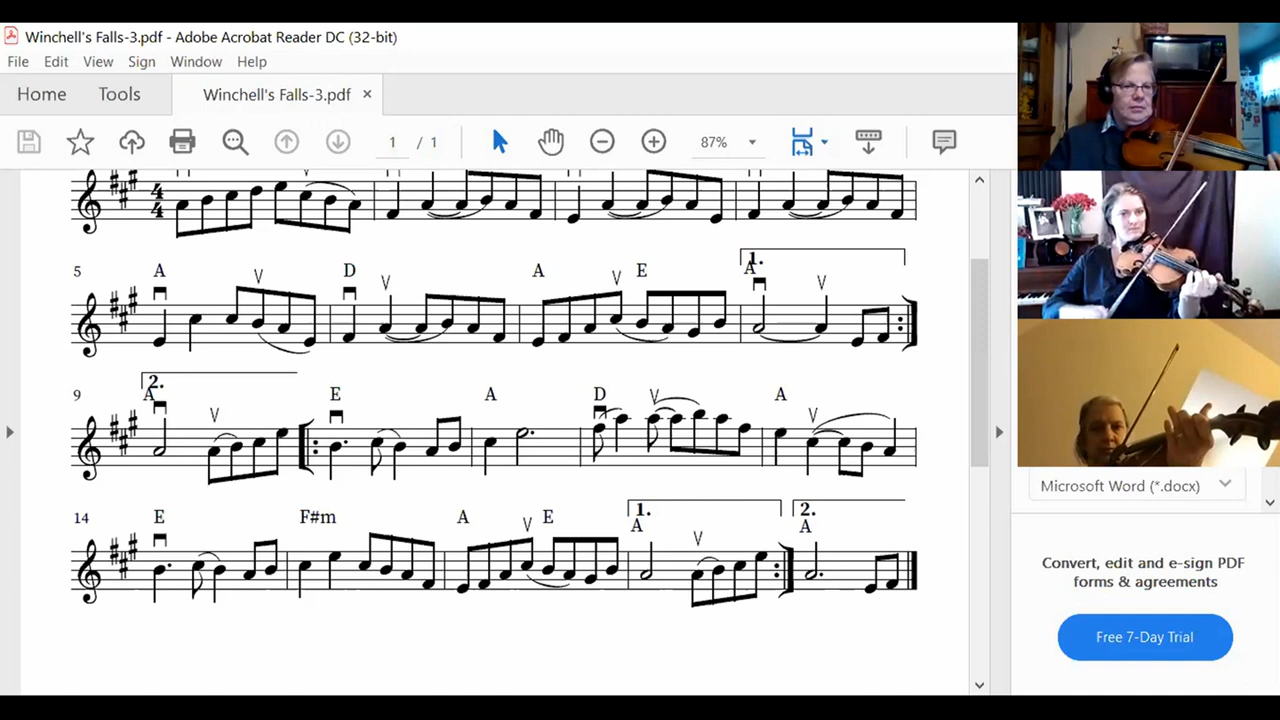 Winchell's Falls-3.pdf - Adobe Acrobat Reader DC (32-bit)
File Edit View Sign Window Help
Home Tools Winchell's Falls-3.pdf ×
1 / 1 87%
4
4
5 A D A E 1. A
9 2. A E A D A
14 E F#m A E 1. A 2. A
Microsoft Word (*.docx)
Convert, edit and e-sign PDF
forms & agreements
Free 7-Day Trial